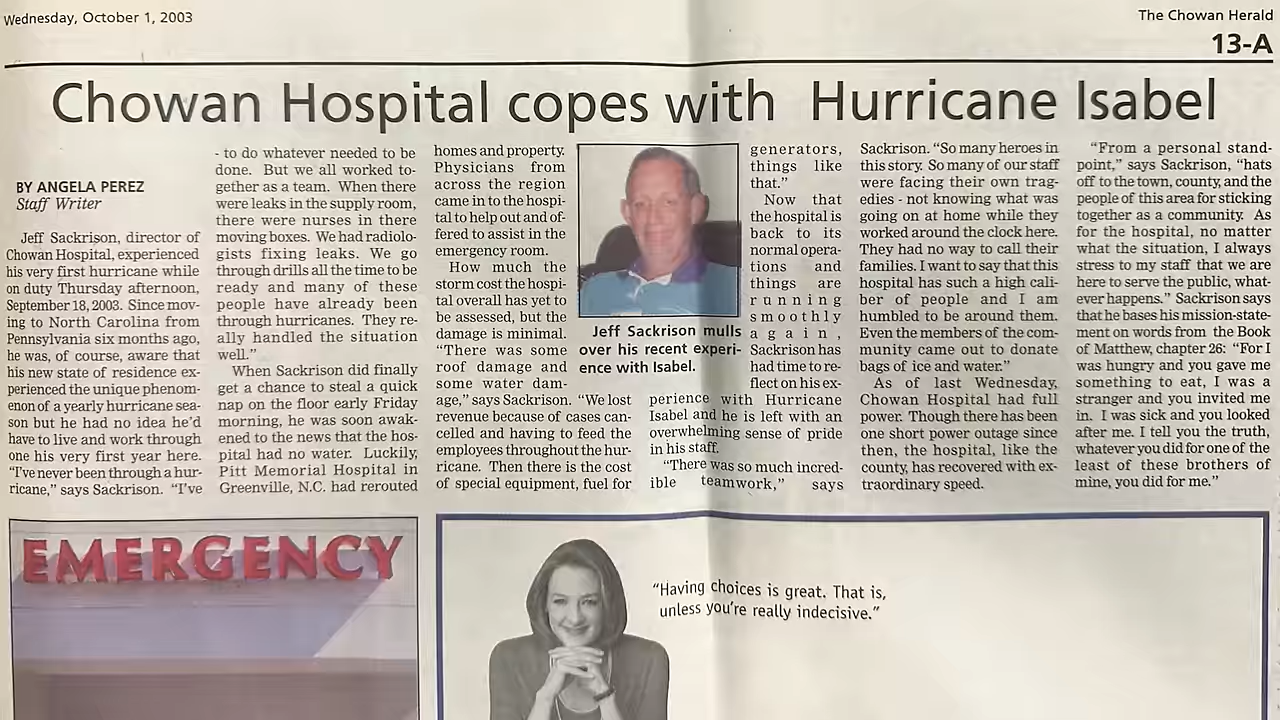 Wednesday, October 1, 2003
The Chowan Herald
13-A
Chowan Hospital copes with Hurricane Isabel
BY ANGELA PEREZ
Staff Writer
Jeff Sackrison, director of
Chowan Hospital, experienced
his very first hurricane while
on duty Thursday afternoon,
September 18, 2003. Since mov-
ing to North Carolina from
Pennsylvania six months ago,
he was, of course, aware that
his new state of residence ex-
perienced the unique phenom-
enon of a yearly hurricane sea-
son but he had no idea he'd
have to live and work through
one his very first year here.
“I've never been through a hur-
ricane,” says Sackrison. “I've
- to do whatever needed to be
done. But we all worked to-
gether as a team. When there
were leaks in the supply room,
there were nurses in there
moving boxes. We had radiolo-
gists fixing leaks. We go
through drills all the time to be
ready and many of these
people have already been
through hurricanes. They re-
ally handled the situation
well.”
When Sackrison did finally
get a chance to steal a quick
nap on the floor early Friday
morning, he was soon awak-
ened to the news that the hos-
pital had no water. Luckily,
Pitt Memorial Hospital in
Greenville, N.C. had rerouted
homes and property.
Physicians from
across the region
came in to the hospi-
tal to help out and of-
fered to assist in the
emergency room.
How much the
storm cost the hospi-
tal overall has yet to
be assessed, but the
damage is minimal.
“There was some
roof damage and
some water dam-
age,” says Sackrison. “We lost
revenue because of cases can-
celled and having to feed the
employees throughout the hur-
ricane. Then there is the cost
of special equipment, fuel for
Jeff Sackrison mulls
over his recent experi-
ence with Isabel.
generators,
things like
that.”
Now that
the hospital is
back to its
normal opera-
tions and
things are
running
smoothly
again,
Sackrison has
had time to re-
flect on his ex-
perience with Hurricane
Isabel and he is left with an
overwhelming sense of pride
in his staff.
“There was so much incred-
ible teamwork,” says
Sackrison. “So many heroes in
this story. So many of our staff
were facing their own trag-
edies - not knowing what was
going on at home while they
worked around the clock here.
They had no way to call their
families. I want to say that this
hospital has such a high cali-
ber of people and I am
humbled to be around them.
Even the members of the com-
munity came out to donate
bags of ice and water.”
As of last Wednesday,
Chowan Hospital had full
power. Though there has been
one short power outage since
then, the hospital, like the
county, has recovered with ex-
traordinary speed.
“From a personal stand-
point,” says Sackrison, “hats
off to the town, county, and the
people of this area for sticking
together as a community. As
for the hospital, no matter
what the situation, I always
stress to my staff that we are
here to serve the public, what-
ever happens.” Sackrison says
that he bases his mission-state-
ment on words from the Book
of Matthew, chapter 26: “For I
was hungry and you gave me
something to eat, I was a
stranger and you invited me
in. I was sick and you looked
after me. I tell you the truth,
whatever you did for one of the
least of these brothers of
mine, you did for me.”
EMERGENCY
“Having choices is great. That is,
unless you're really indecisive.”